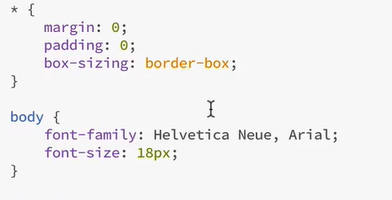 * {
    margin: 0;
    padding: 0;
    box-sizing: border-box;
}

body {
    font-family: Helvetica Neue, Arial;
    font-size: 18px;
}